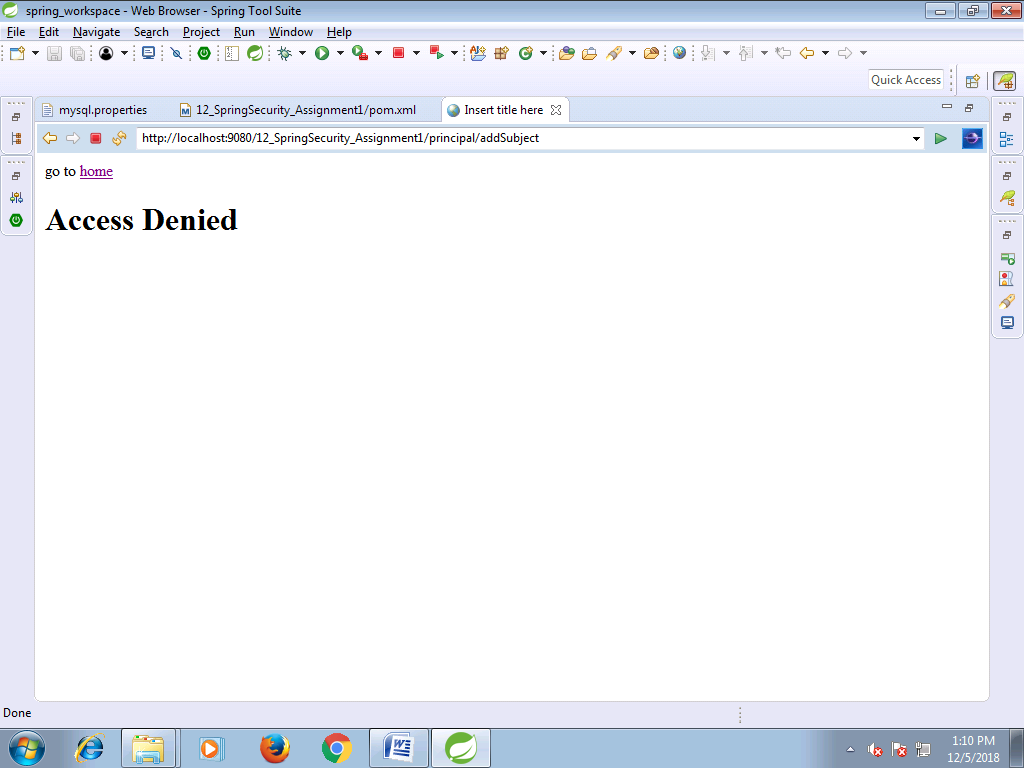 spring_workspace - Web Browser - Spring Tool Suite
File Edit Navigate Search Project Run Window Help
Quick Access
mysql.properties 12_SpringSecurity_Assignment1/pom.xml Insert title here
http://localhost:9080/12_SpringSecurity_Assignment1/principal/addSubject
go to home
Access Denied
Done
1:10 PM
12/5/2018